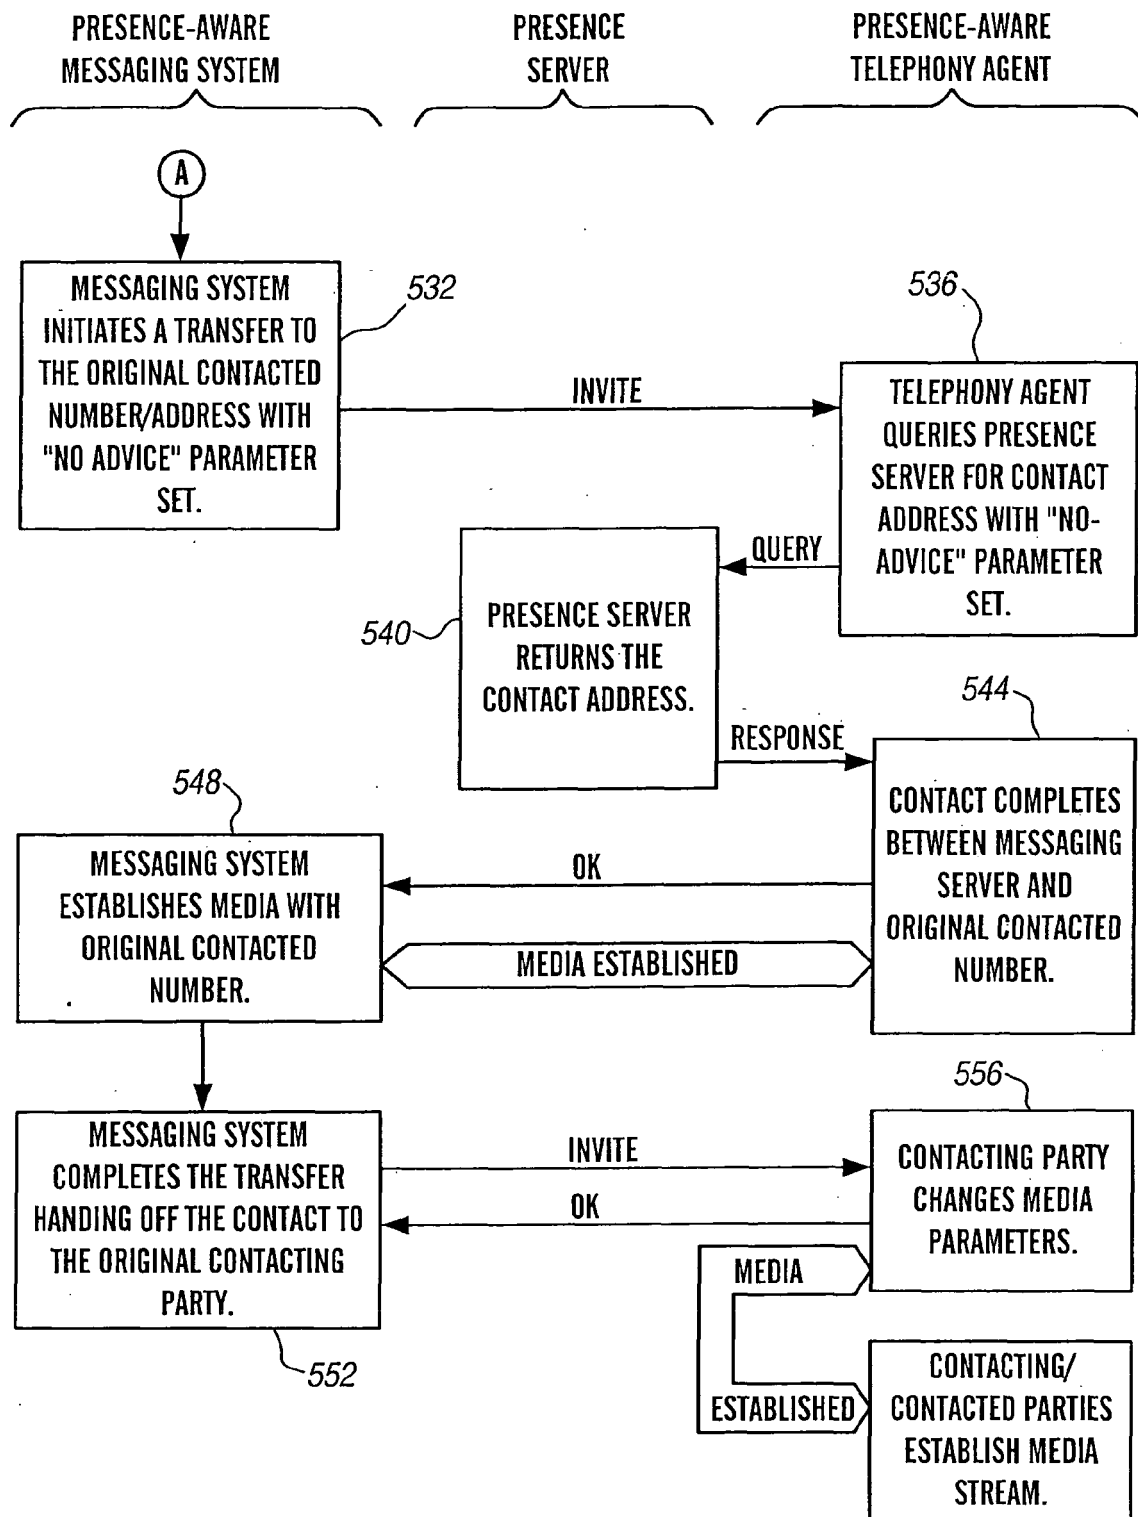 PRESENCE-AWARE
MESSAGING SYSTEM
PRESENCE
SERVER
PRESENCE-AWARE
TELEPHONY AGENT
A
MESSAGING SYSTEM
INITIATES A TRANSFER TO
THE ORIGINAL CONTACTED
NUMBER/ADDRESS WITH
"NO ADVICE" PARAMETER
SET.
532
INVITE
536
TELEPHONY AGENT
QUERIES PRESENCE
SERVER FOR CONTACT
ADDRESS WITH "NO-
ADVICE" PARAMETER
SET.
QUERY
540
PRESENCE SERVER
RETURNS THE
CONTACT ADDRESS.
RESPONSE
544
CONTACT COMPLETES
BETWEEN MESSAGING
SERVER AND
ORIGINAL CONTACTED
NUMBER.
548
MESSAGING SYSTEM
ESTABLISHES MEDIA WITH
ORIGINAL CONTACTED
NUMBER.
OK
MEDIA ESTABLISHED
MESSAGING SYSTEM
COMPLETES THE TRANSFER
HANDING OFF THE CONTACT TO
THE ORIGINAL CONTACTING
PARTY.
552
INVITE
OK
556
CONTACTING PARTY
CHANGES MEDIA
PARAMETERS.
MEDIA
ESTABLISHED
CONTACTING/
CONTACTED PARTIES
ESTABLISH MEDIA
STREAM.